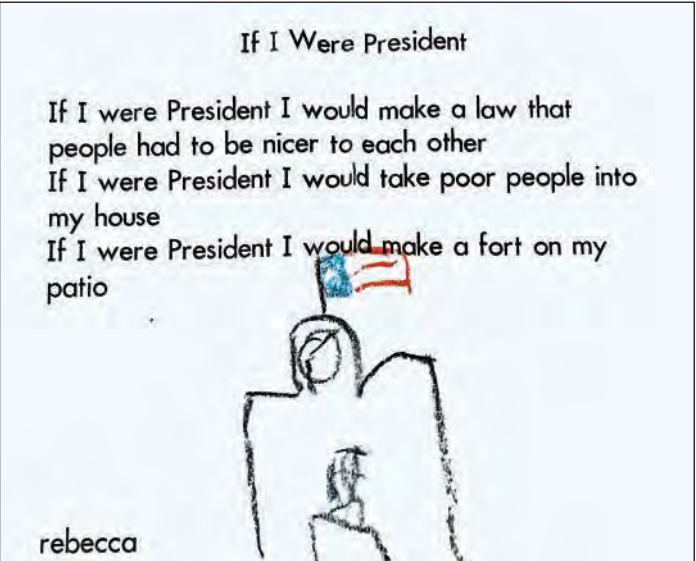 If I Were President
If I were President I would make a law that
people had to be nicer to each other
If I were President I would take poor people into
my house
If I were President I would make a fort on my
patio
rebecca